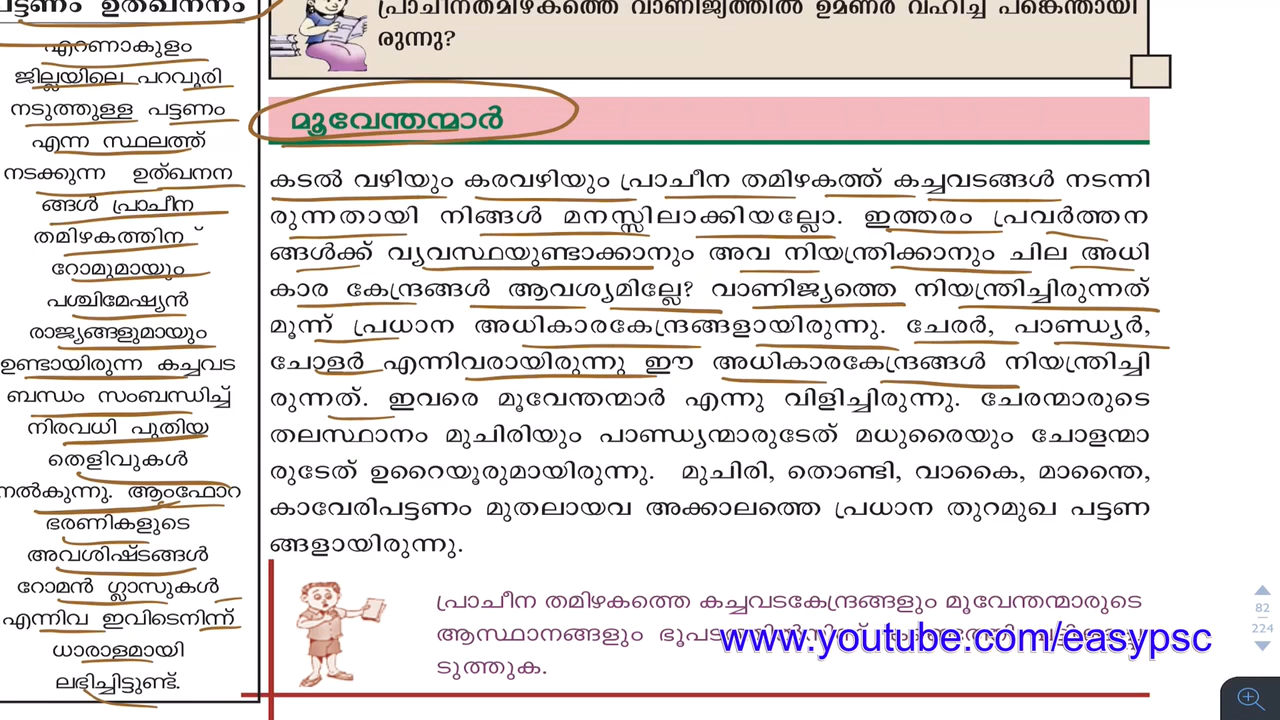 പട്ടണം ഉത്ഖനനം
എറണാകുളം
ജില്ലയിലെ പറവൂരി
നടുത്തുള്ള പട്ടണം
എന്ന സ്ഥലത്ത്
നടക്കുന്ന ഉത്ഖനന
ങ്ങൾ പ്രാചീന
തമിഴകത്തിന്
റോമുമായും
പശ്ചിമേഷ്യൻ
രാജ്യങ്ങളുമായും
ഉണ്ടായിരുന്ന കച്ചവട
ബന്ധം സംബന്ധിച്ച്
നിരവധി പുതിയ
തെളിവുകൾ
നൽകുന്നു. ആംഫോറ
ഭരണികളുടെ
അവശിഷ്ടങ്ങൾ
റോമൻ ഗ്ലാസുകൾ
എന്നിവ ഇവിടെനിന്ന്
ധാരാളമായി
ലഭിച്ചിട്ടുണ്ട്.
പ്രാചീനതമിഴകത്തെ വാണിജ്യത്തിൽ ഉമണർ വഹിച്ച പങ്കെന്തായി
രുന്നു?
മൂവേന്തന്മാർ
കടൽ വഴിയും കരവഴിയും പ്രാചീന തമിഴകത്ത് കച്ചവടങ്ങൾ നടന്നി
രുന്നതായി നിങ്ങൾ മനസ്സിലാക്കിയല്ലോ. ഇത്തരം പ്രവർത്തന
ങ്ങൾക്ക് വ്യവസ്ഥയുണ്ടാക്കാനും അവ നിയന്ത്രിക്കാനും ചില അധി
കാര കേന്ദ്രങ്ങൾ ആവശ്യമില്ലേ? വാണിജ്യത്തെ നിയന്ത്രിച്ചിരുന്നത്
മൂന്ന് പ്രധാന അധികാരകേന്ദ്രങ്ങളായിരുന്നു. ചേരർ, പാണ്ഡ്യർ,
ചോളർ എന്നിവരായിരുന്നു ഈ അധികാരകേന്ദ്രങ്ങൾ നിയന്ത്രിച്ചി
രുന്നത്. ഇവരെ മൂവേന്തന്മാർ എന്നു വിളിച്ചിരുന്നു. ചേരന്മാരുടെ
തലസ്ഥാനം മുചിരിയും പാണ്ഡ്യന്മാരുടേത് മധുരൈയും ചോളന്മാ
രുടേത് ഉറൈയൂരുമായിരുന്നു. മുചിരി, തൊണ്ടി, വാകൈ, മാന്തൈ,
കാവേരിപട്ടണം മുതലായവ അക്കാലത്തെ പ്രധാന തുറമുഖ പട്ടണ
ങ്ങളായിരുന്നു.
പ്രാചീന തമിഴകത്തെ കച്ചവടകേന്ദ്രങ്ങളും മൂവേന്തന്മാരുടെ
ആസ്ഥാനങ്ങളും
ടുത്തുക.
www.youtube.com/easypsc
82
224